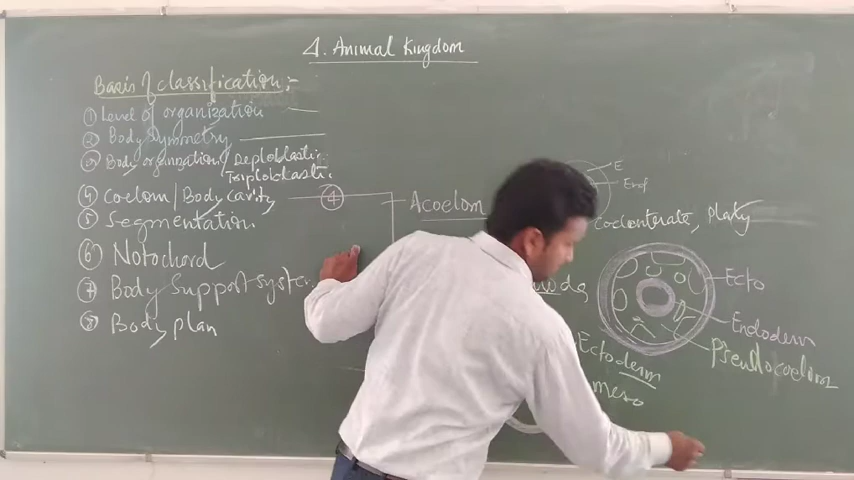 4. Animal Kingdom
Basis of classification:-
① Level of organization
② Body symmetry
③ Body organization / Deploblastic
Triploblastic
④ Coelom / Body cavity
④
Acoelom
⑤ Segmentation
⑥ Notochord
⑦ Body Support syste
⑧ Body plan
E
End
Coelenterate, Platy
Ecto
Endoderm
Pseudocoelom
Ectoderm
meso